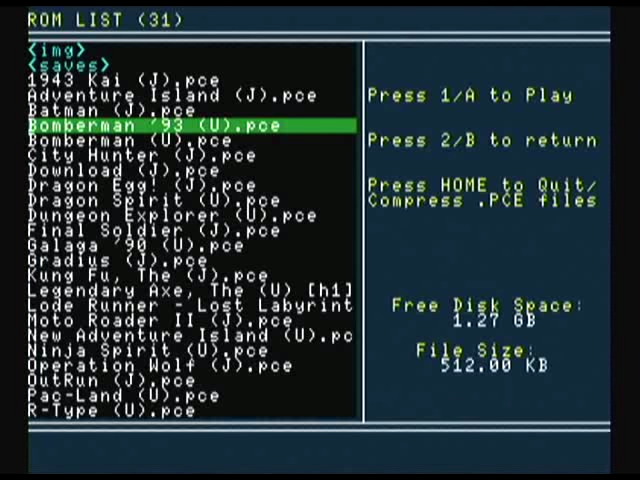 ROM LIST (31)
<img>
<saves>
1943 Kai (J).pce
Adventure Island (J).pce
Batman (J).pce
Bomberman '93 (U).pce
Bomberman (U).pce
City Hunter (J).pce
Download (J).pce
Dragon Egg! (J).pce
Dragon Spirit (U).pce
Dungeon Explorer (U).pce
Final Soldier (J).pce
Galaga '90 (U).pce
Gradius (J).pce
Kung Fu, The (J).pce
Legendary Axe, The (U) [h1]
Lode Runner - Lost Labyrint
Moto Roader II (J).pce
New Adventure Island (U).pc
Ninja Spirit (U).pce
Operation Wolf (J).pce
OutRun (J).pce
Pac-Land (U).pce
R-Type (U).pce
Press 1/A to Play
Press 2/B to return
Press HOME to Quit/
Compress .PCE files
Free Disk Space:
1.27 GB
File Size:
512.00 KB